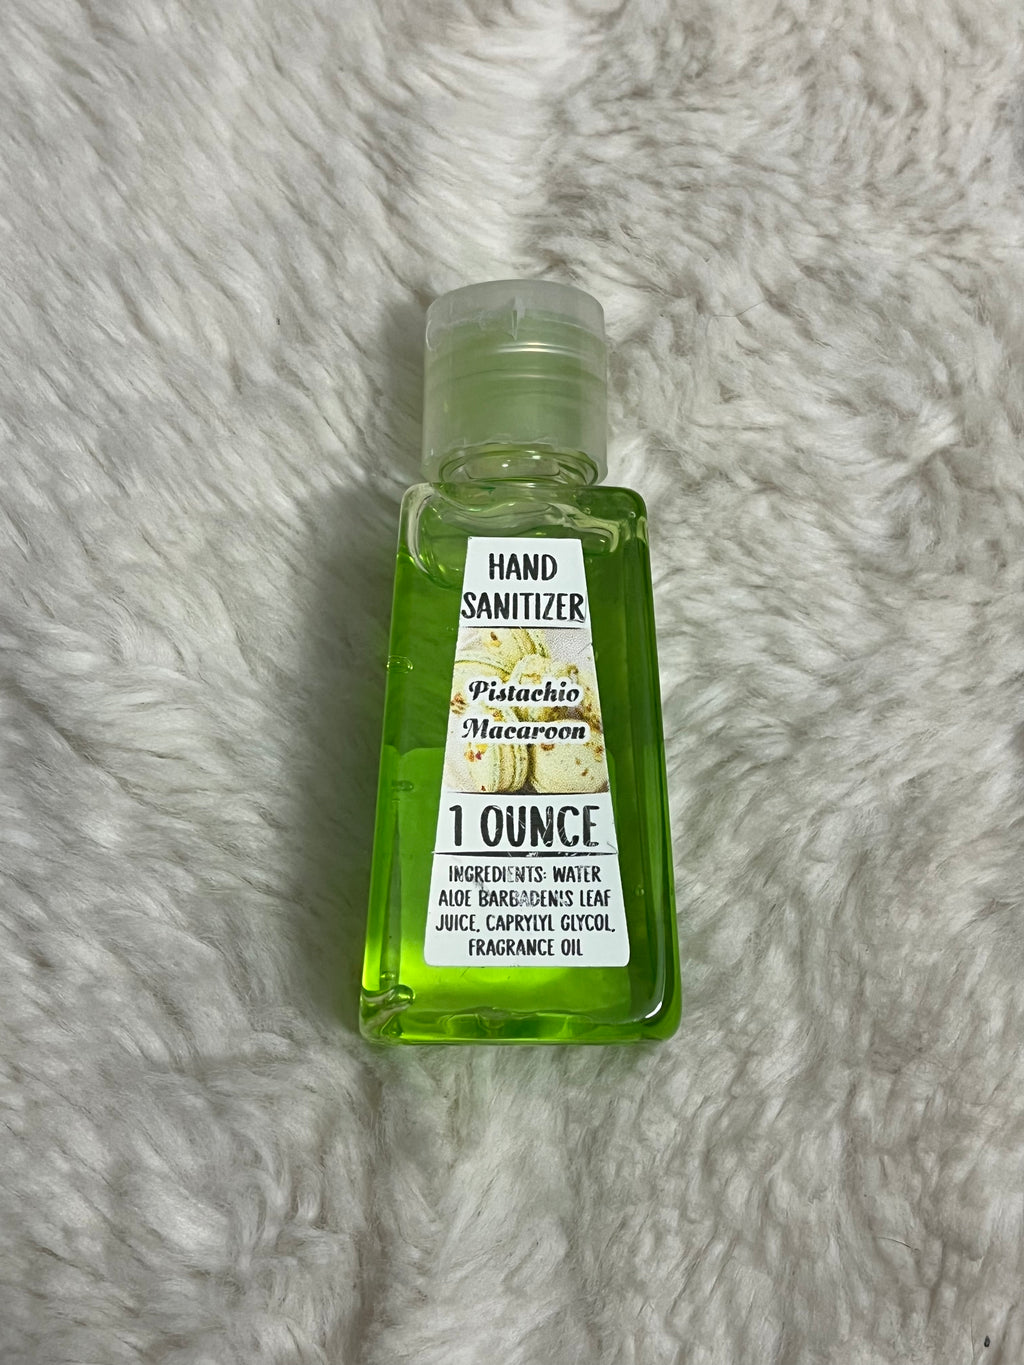 HAND
SANITIZER
Pistachio
Macaroon
1 OUNCE
INGREDIENTS: WATER
ALOE BARBADENIS LEAF
JUICE, CAPRYLYL GLYCOL,
FRAGRANCE OIL